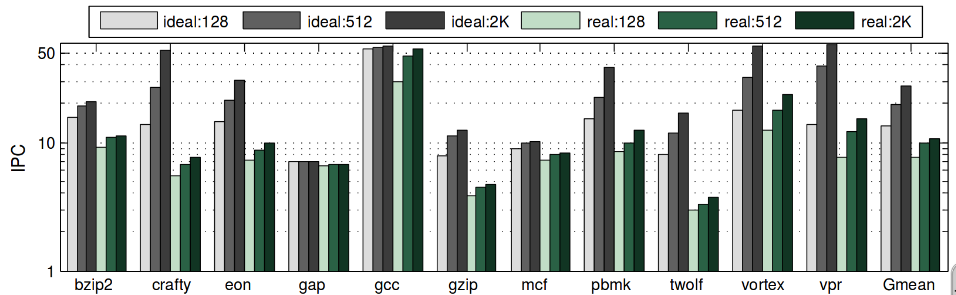 ideal:128 ideal:512 ideal:2K real:128 real:512 real:2K
50
10
1
IPC
bzip2 crafty eon gap gcc gzip mcf pbmk twolf vortex vpr Gmean